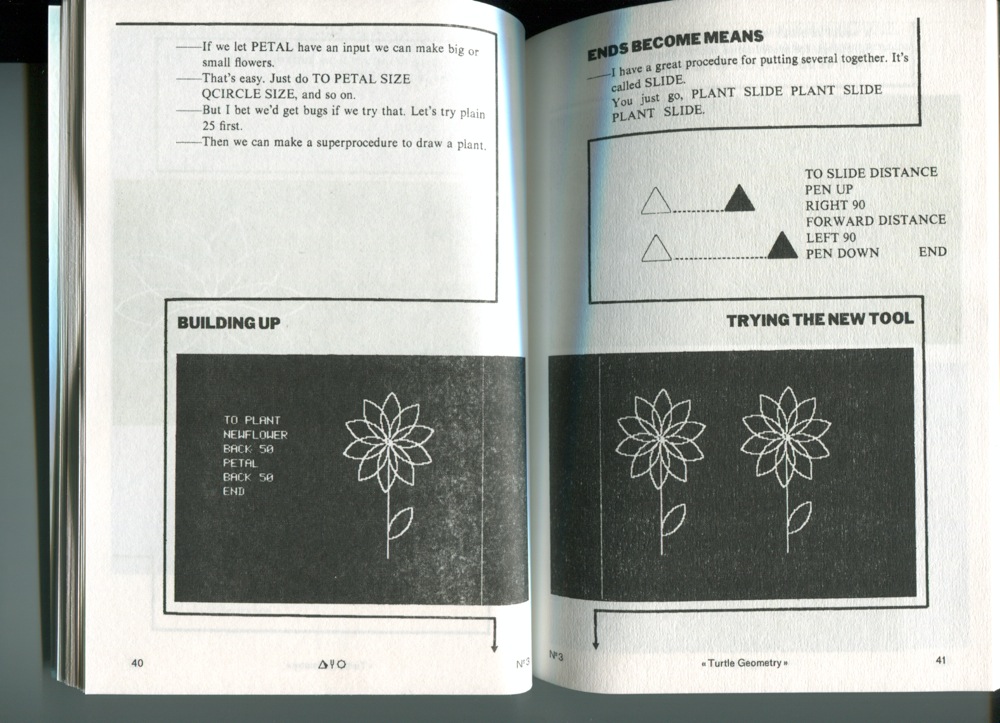 ——If we let PETAL have an input we can make big or
small flowers.
——That's easy. Just do TO PETAL SIZE
QCIRCLE SIZE, and so on.
——But I bet we'd get bugs if we try that. Let's try plain
25 first.
——Then we can make a superprocedure to draw a plant.
BUILDING UP
TO PLANT
NEWFLOWER
BACK 50
PETAL
BACK 50
END
40
Nº3
ENDS BECOME MEANS
——I have a great procedure for putting several together. It's
called SLIDE.
You just go, PLANT SLIDE PLANT SLIDE
PLANT SLIDE.
TO SLIDE DISTANCE
PEN UP
RIGHT 90
FORWARD DISTANCE
LEFT 90
PEN DOWN END
TRYING THE NEW TOOL
Nº3
« Turtle Geometry »
41